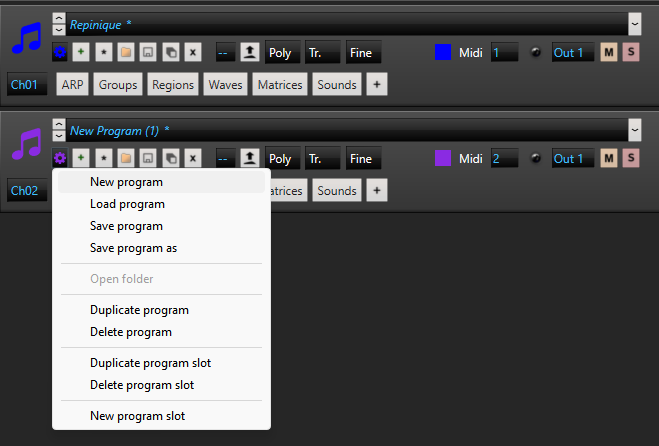 Repinique *
+ * x -- Poly Tr. Fine Midi 1 Out 1 M S
Ch01 ARP Groups Regions Waves Matrices Sounds +
New Program (1) *
+ * x -- Poly Tr. Fine Midi 2 Out 1 M S
Ch02 atrices Sounds +
New program
Load program
Save program
Save program as
Open folder
Duplicate program
Delete program
Duplicate program slot
Delete program slot
New program slot